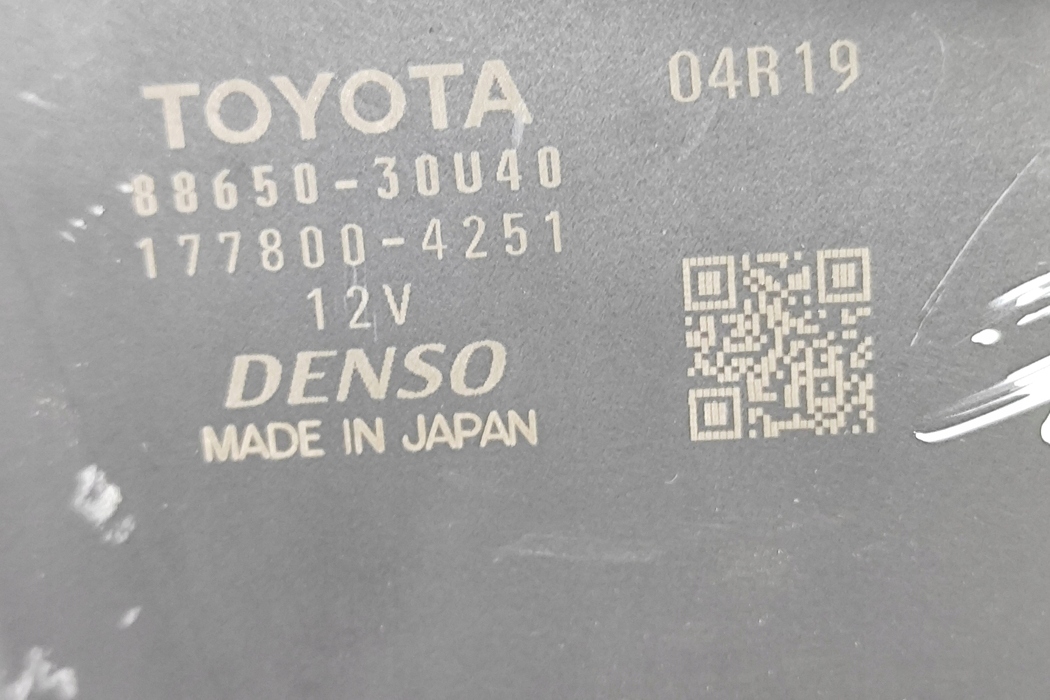 TOYOTA
04R19
88650-30U40
177800-4251
12V
DENSO
MADE IN JAPAN